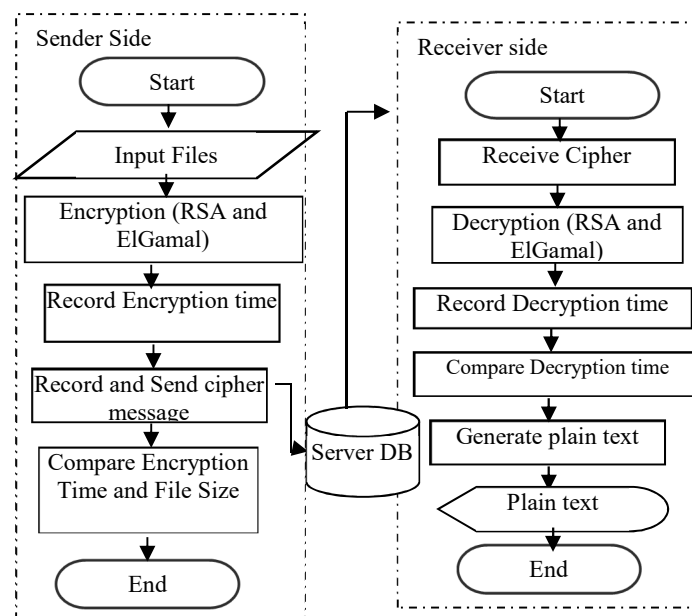 Sender Side
Start
Input Files
Encryption (RSA and
ElGamal)
Record Encryption time
Record and Send cipher
message
Compare Encryption
Time and File Size
End
Server DB
Receiver side
Start
Receive Cipher
Decryption (RSA and
ElGamal)
Record Decryption time
Compare Decryption time
Generate plain text
Plain text
End